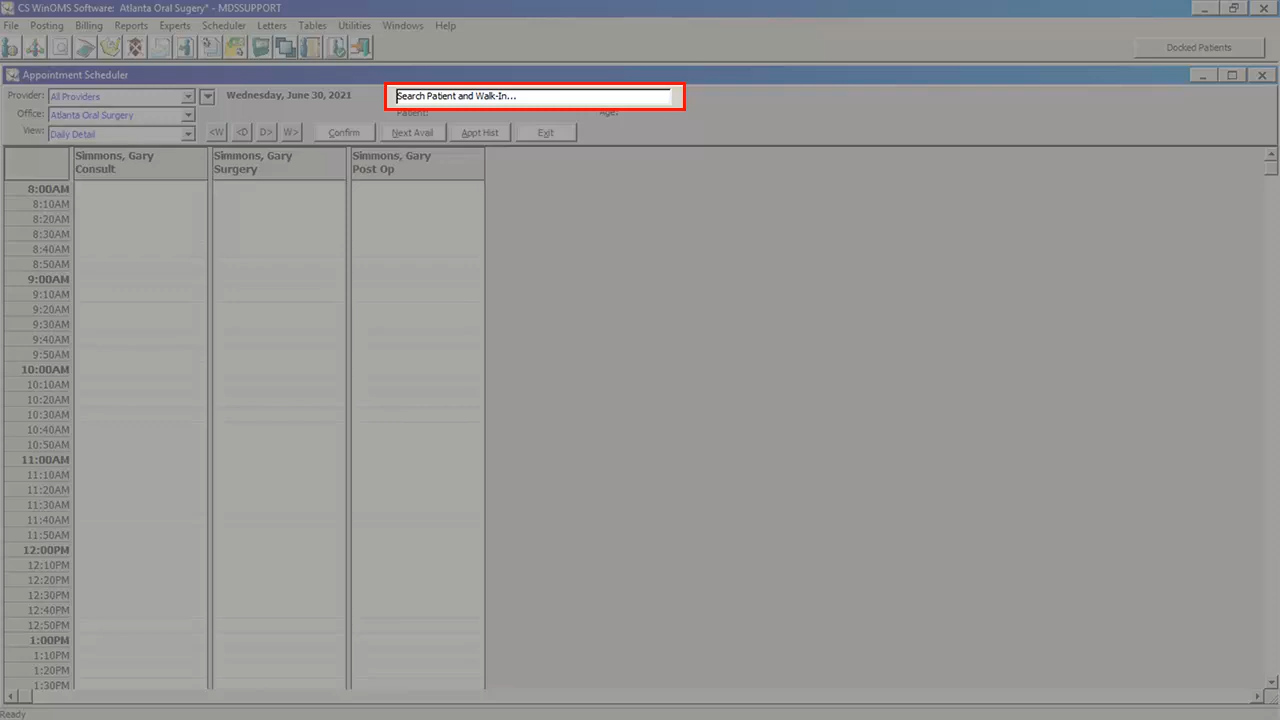 CS WinOMS Software: Atlanta Oral Sugery* - MDSSUPPORT
File Posting Billing Reports Experts Scheduler Letters Tables Utilities Windows Help
Docked Patients
Appointment Scheduler
Provider: All Providers Wednesday, June 30, 2021 Search Patient and Walk-In...
Office: Atlanta Oral Surgery Patient: Age:
View: Daily Detail <W <D D> W> Confirm Next Avail Appt Hist Exit
Simmons, Gary Simmons, Gary Simmons, Gary
Consult Surgery Post Op
8:00AM
8:10AM
8:20AM
8:30AM
8:40AM
8:50AM
9:00AM
9:10AM
9:20AM
9:30AM
9:40AM
9:50AM
10:00AM
10:10AM
10:20AM
10:30AM
10:40AM
10:50AM
11:00AM
11:10AM
11:20AM
11:30AM
11:40AM
11:50AM
12:00PM
12:10PM
12:20PM
12:30PM
12:40PM
12:50PM
1:00PM
1:10PM
1:20PM
1:30PM
Ready